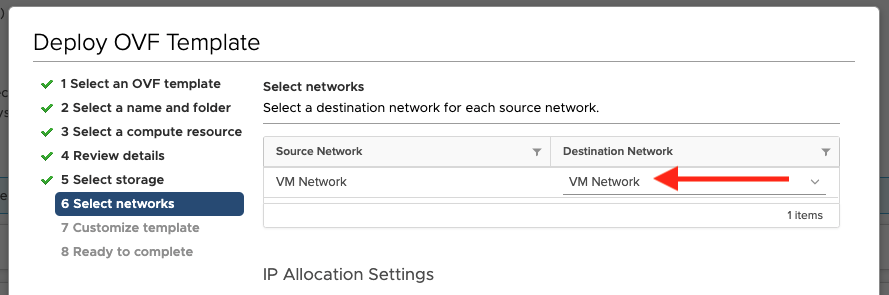 Deploy OVF Template
1 Select an OVF template
2 Select a name and folder
3 Select a compute resource
4 Review details
5 Select storage
6 Select networks
7 Customize template
8 Ready to complete
Select networks
Select a destination network for each source network.
Source Network Destination Network
VM Network VM Network
1 items
IP Allocation Settings